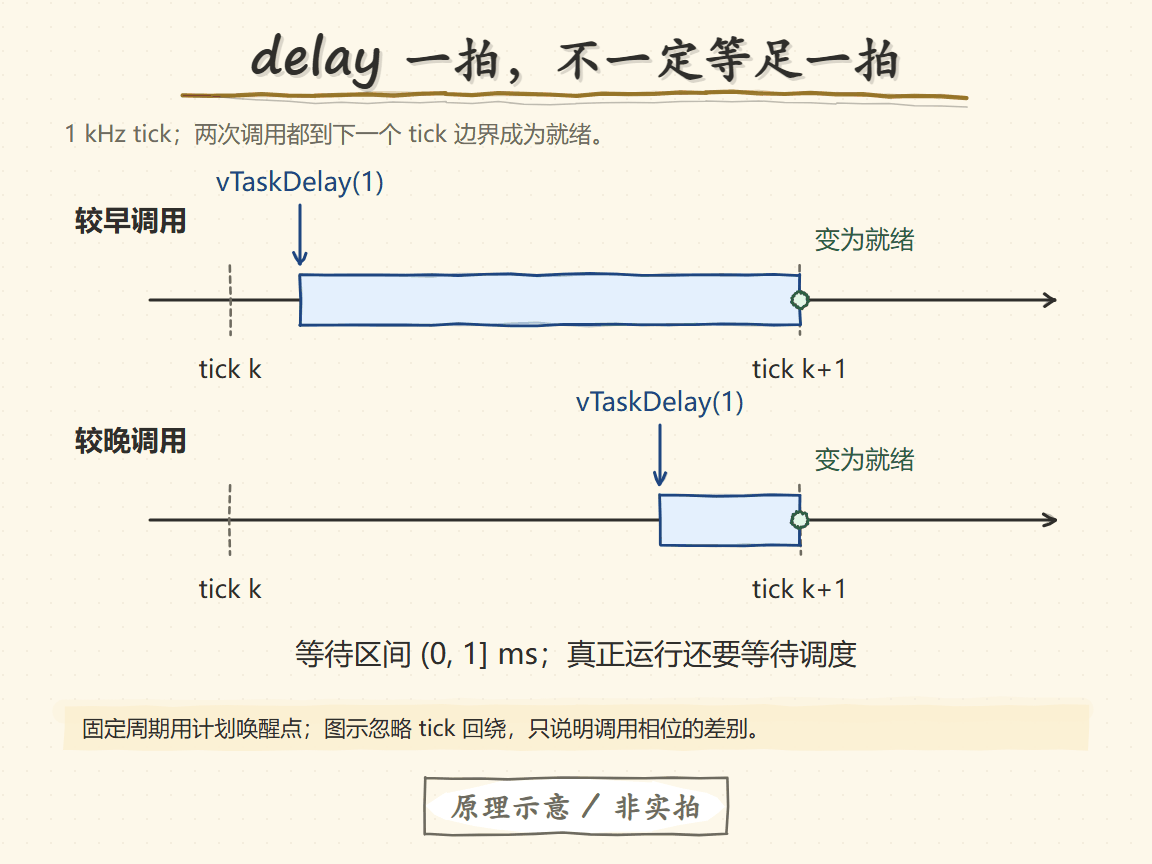 delay 一拍，不一定等足一拍
1 kHz tick；两次调用都到下一个 tick 边界成为就绪。
vTaskDelay(1)
较早调用
变为就绪
tick k
tick k+1
vTaskDelay(1)
较晚调用
变为就绪
tick k
tick k+1
等待区间 (0, 1] ms；真正运行还要等待调度
固定周期用计划唤醒点；图示忽略 tick 回绕，只说明调用相位的差别。
原理示意 / 非实拍